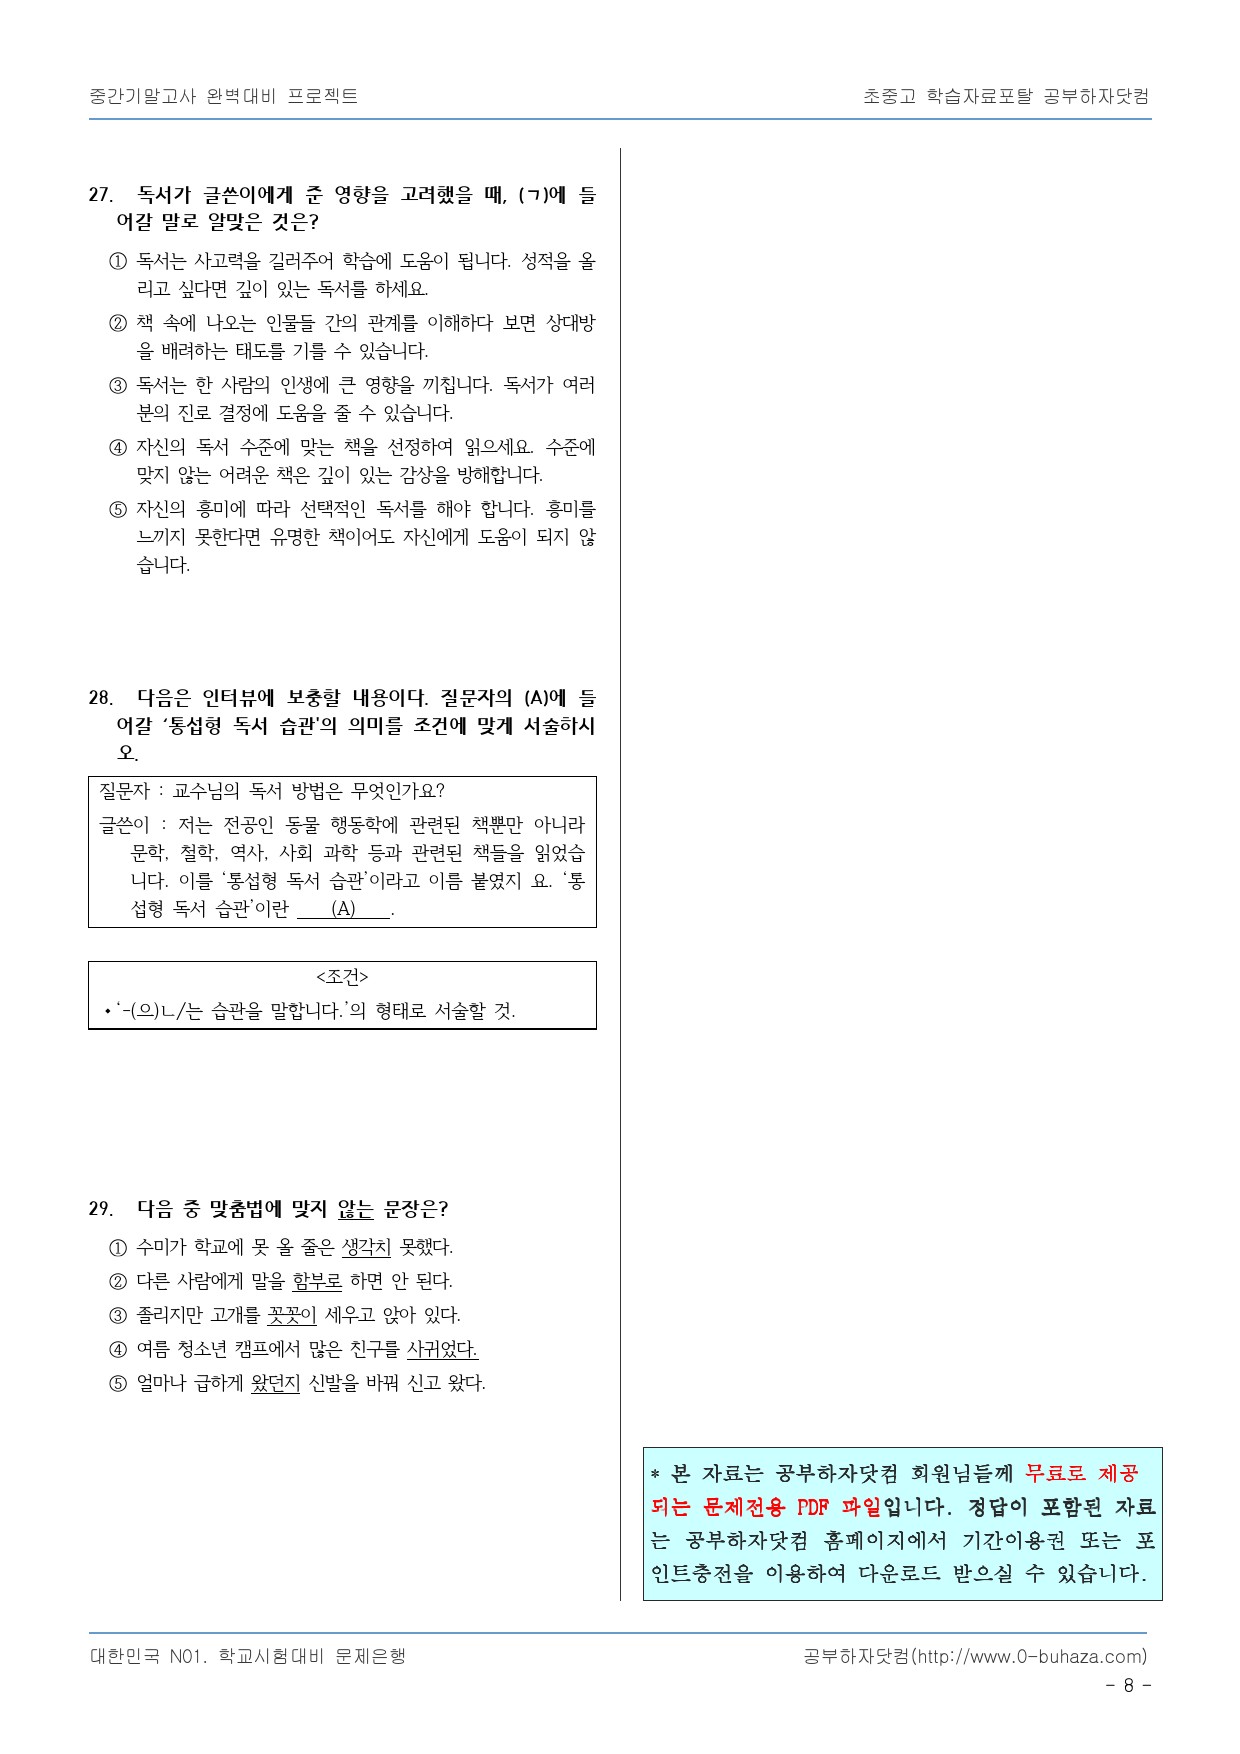 중간기말고사 완벽대비 프로젝트
초중고 학습자료포탈 공부하자닷컴
27. 독서가 글쓴이에게 준 영향을 고려했을 때, (ㄱ)에 들
어갈 말로 알맞은 것은?
① 독서는 사고력을 길러주어 학습에 도움이 됩니다. 성적을 올
리고 싶다면 깊이 있는 독서를 하세요.
② 책 속에 나오는 인물들 간의 관계를 이해하다 보면 상대방
을 배려하는 태도를 기를 수 있습니다.
③ 독서는 한 사람의 인생에 큰 영향을 끼칩니다. 독서가 여러
분의 진로 결정에 도움을 줄 수 있습니다.
④ 자신의 독서 수준에 맞는 책을 선정하여 읽으세요. 수준에
맞지 않는 어려운 책은 깊이 있는 감상을 방해합니다.
⑤ 자신의 흥미에 따라 선택적인 독서를 해야 합니다. 흥미를
느끼지 못한다면 유명한 책이어도 자신에게 도움이 되지 않
습니다.
28. 다음은 인터뷰에 보충할 내용이다. 질문자의 (A)에 들
어갈 ‘통섭형 독서 습관'의 의미를 조건에 맞게 서술하시
오.
질문자 : 교수님의 독서 방법은 무엇인가요?
글쓴이 : 저는 전공인 동물 행동학에 관련된 책뿐만 아니라
문학, 철학, 역사, 사회 과학 등과 관련된 책들을 읽었습
니다. 이를 ‘통섭형 독서 습관’이라고 이름 붙였지 요. ‘통
섭형 독서 습관’이란 (A) .
<조건>
•‘-(으)ㄴ/는 습관을 말합니다.’의 형태로 서술할 것.
29. 다음 중 맞춤법에 맞지 않는 문장은?
① 수미가 학교에 못 올 줄은 생각치 못했다.
② 다른 사람에게 말을 함부로 하면 안 된다.
③ 졸리지만 고개를 꼿꼿이 세우고 앉아 있다.
④ 여름 청소년 캠프에서 많은 친구를 사귀었다.
⑤ 얼마나 급하게 왔던지 신발을 바꿔 신고 왔다.
* 본 자료는 공부하자닷컴 회원님들께 무료로 제공
되는 문제전용 PDF 파일입니다. 정답이 포함된 자료
는 공부하자닷컴 홈페이지에서 기간이용권 또는 포
인트충전을 이용하여 다운로드 받으실 수 있습니다.
대한민국 N01. 학교시험대비 문제은행
공부하자닷컴(http://www.0-buhaza.com)
- 8 -